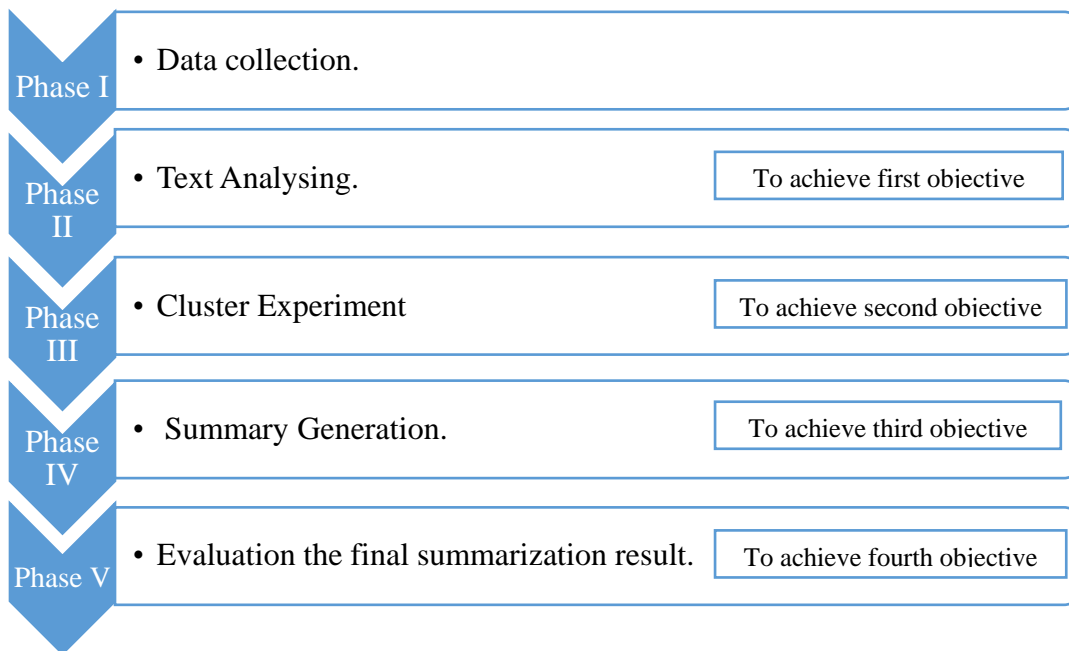 Phase I
• Data collection.
Phase
II
• Text Analysing.
To achieve first objective
Phase
III
• Cluster Experiment
To achieve second objective
Phase
IV
• Summary Generation.
To achieve third objective
Phase V
• Evaluation the final summarization result.
To achieve fourth objective